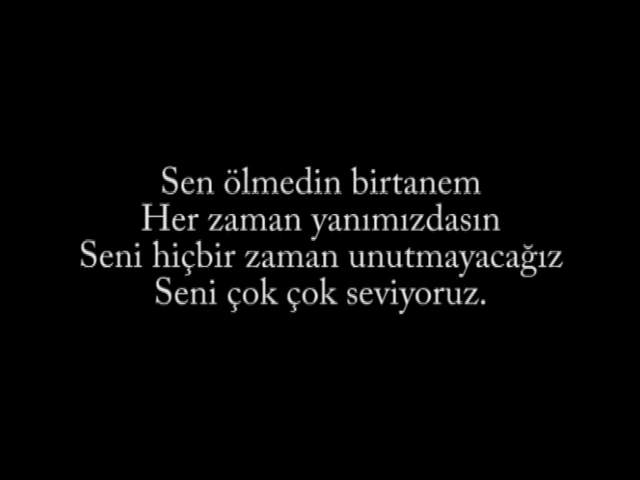 Sen ölmedin birtanem
Her zaman yanımızdasın
Seni hiçbir zaman unutmayacağız
Seni çok çok seviyoruz.